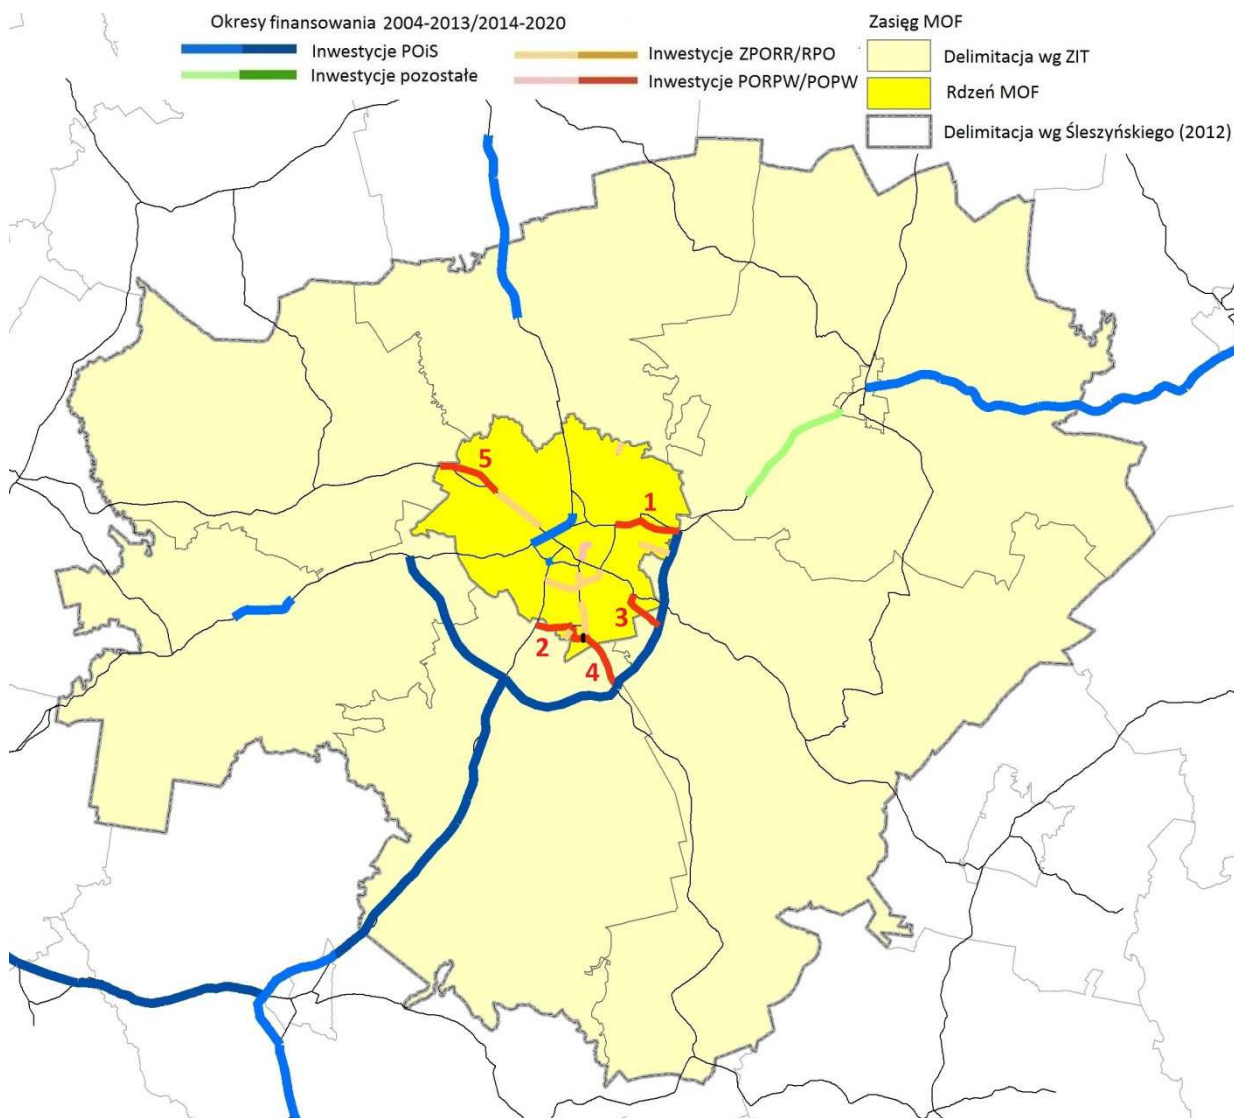 Okresy finansowania 2004-2013/2014-2020
Inwestycje POiS
Inwestycje pozostałe
Inwestycje ZPORR/RPO
Inwestycje PORPW/POPW
Zasięg MOF
Delimitacja wg ZIT
Rdzeń MOF
Delimitacja wg Śleszyńskiego (2012)
5
1
3
2
4